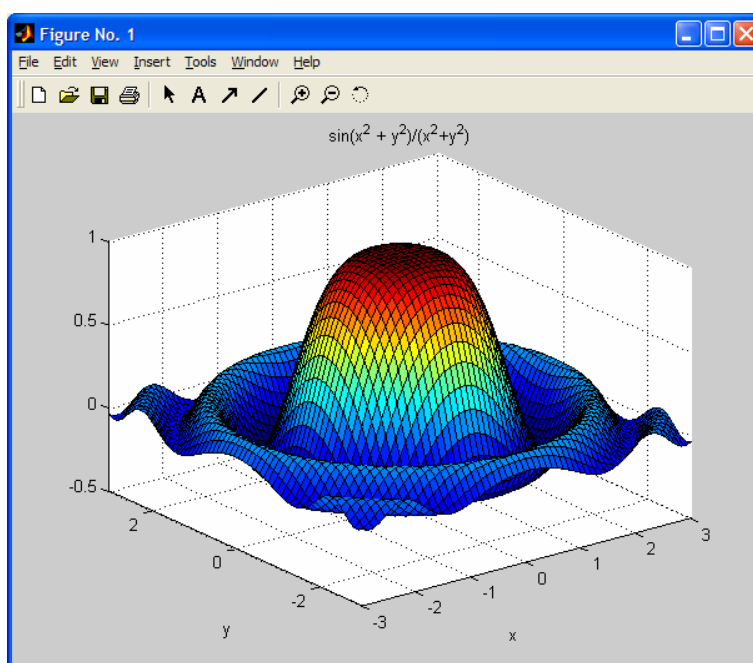 Figure No. 1
File Edit View Insert Tools Window Help
A
sin(x² + y²)/(x²+y²)
1
0.5
0
-0.5
2
0
-2
y
-3
-2
-1
0
1
2
3
x